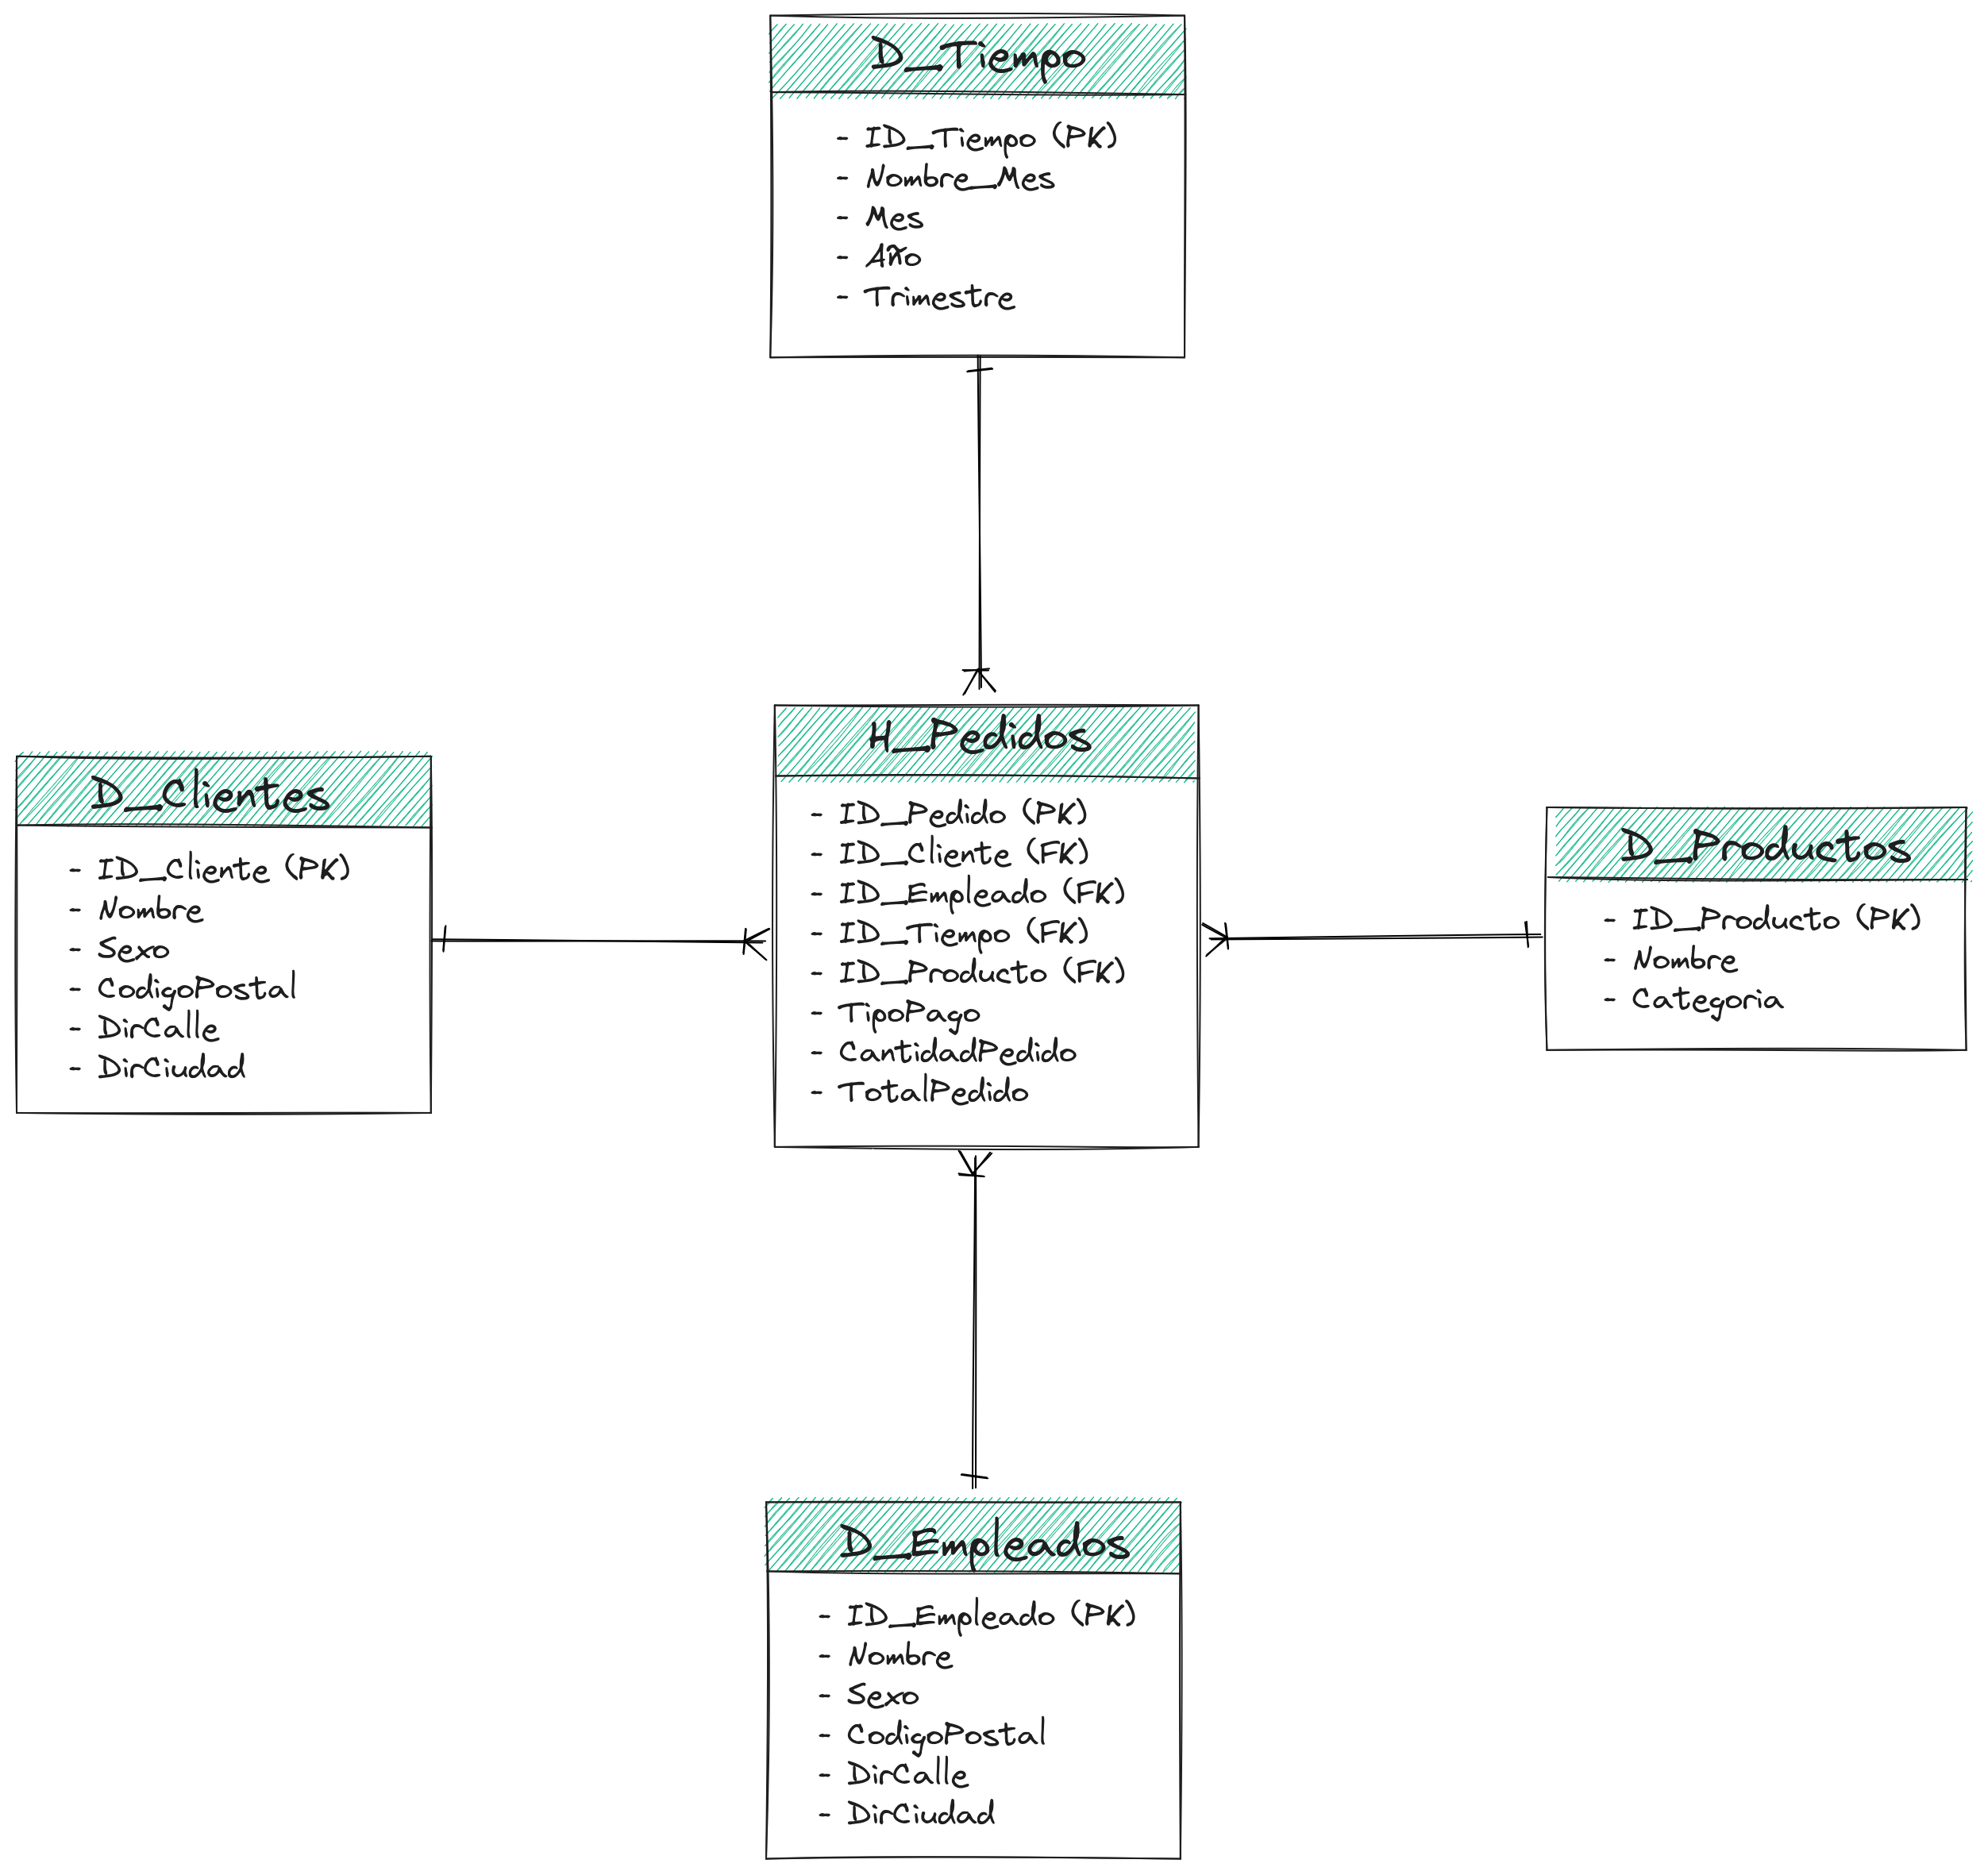 D_Tiempo
- ID_Tiempo (PK)
- Nombre_Mes
- Mes
- Año
- Trimestre
D_Clientes
- ID_Cliente (PK)
- Nombre
- Sexo
- CodigoPostal
- DirCalle
- DirCiudad
H_Pedidos
- ID_Pedido (PK)
- ID_Cliente (FK)
- ID_Empleado (FK)
- ID_Tiempo (FK)
- ID_Producto (FK)
- TipoPago
- CantidadPedido
- TotalPedido
D_Productos
- ID_Producto (PK)
- Nombre
- Categoria
D_Empleados
- ID_Empleado (PK)
- Nombre
- Sexo
- CodigoPostal
- DirCalle
- DirCiudad